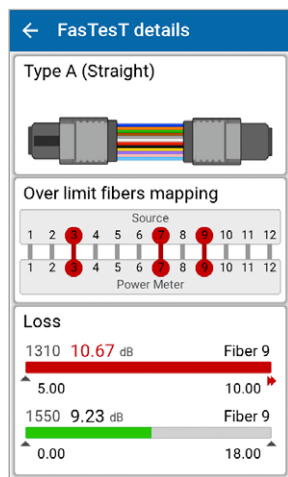 FasTesT details
Type A (Straight)
Over limit fibers mapping
Source
1 2 3 4 5 6 7 8 9 10 11 12
1 2 3 4 5 6 7 8 9 10 11 12
Power Meter
Loss
1310 10.67 dB Fiber 9
5.00 10.00
1550 9.23 dB Fiber 9
0.00 18.00